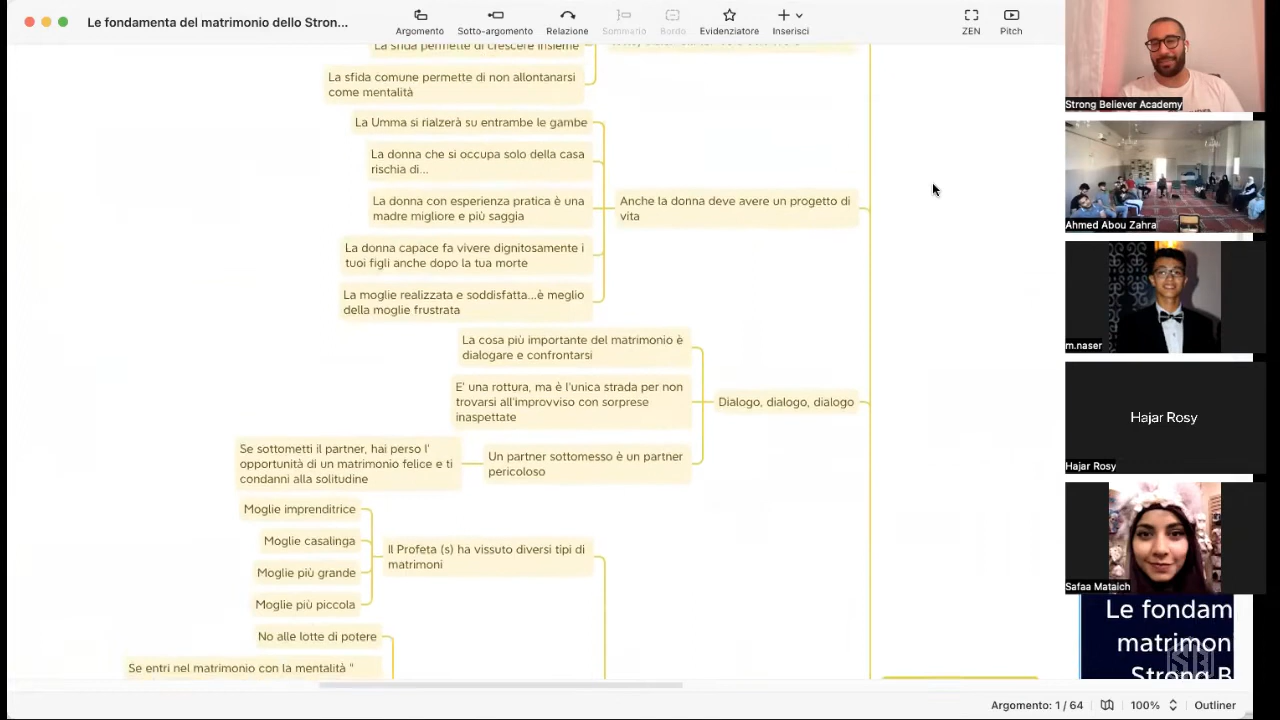 Le fondamenta del matrimonio dello Stron...
Argomento
Sotto-argomento
Relazione
Sommario
Bordo
Evidenziatore
Inserisci
ZEN
Pitch
La sfida permette di crescere insieme
La sfida comune permette di non allontanarsi
come mentalità
La Umma si rialzerà su entrambe le gambe
La donna che si occupa solo della casa
rischia di...
La donna con esperienza pratica è una
madre migliore e più saggia
La donna capace fa vivere dignitosamente i
tuoi figli anche dopo la tua morte
La moglie realizzata e soddisfatta...è meglio
della moglie frustrata
Anche la donna deve avere un progetto di
vita
La cosa più importante del matrimonio è
dialogare e confrontarsi
E' una rottura, ma è l'unica strada per non
trovarsi all'improvviso con sorprese
inaspettate
Dialogo, dialogo, dialogo
Se sottometti il partner, hai perso l'
opportunità di un matrimonio felice e ti
condanni alla solitudine
Un partner sottomesso è un partner
pericoloso
Moglie imprenditrice
Moglie casalinga
Moglie più grande
Moglie più piccola
Il Profeta (s) ha vissuto diversi tipi di
matrimoni
No alle lotte di potere
Se entri nel matrimonio con la mentalità "
Strong Believer Academy
Ahmed Abou Zahra
m.naser
Hajar Rosy
Hajar Rosy
Safaa Mataich
Le fondam
matrimoni
Strong B
SB
Argomento: 1 / 64
100%
Outliner